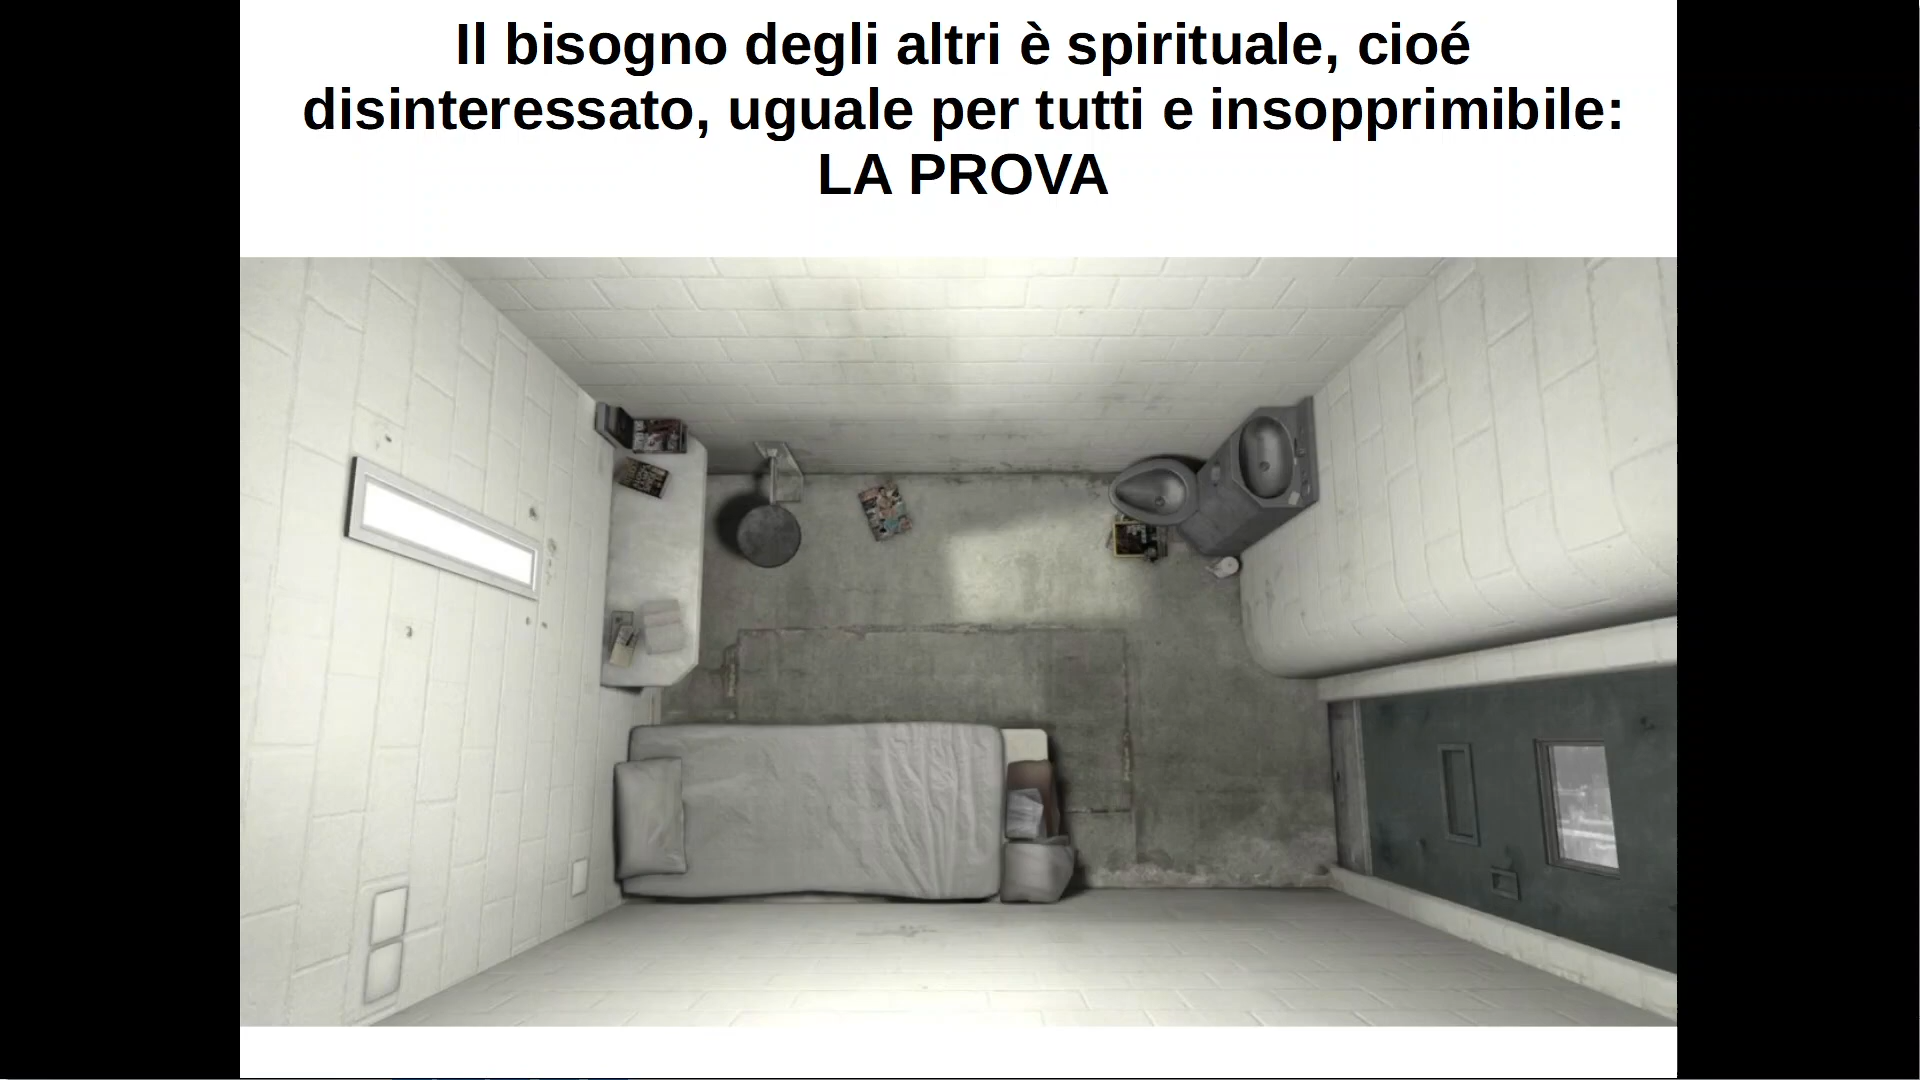 Il bisogno degli altri è spirituale, cioé
disinteressato, uguale per tutti e insopprimibile:
LA PROVA